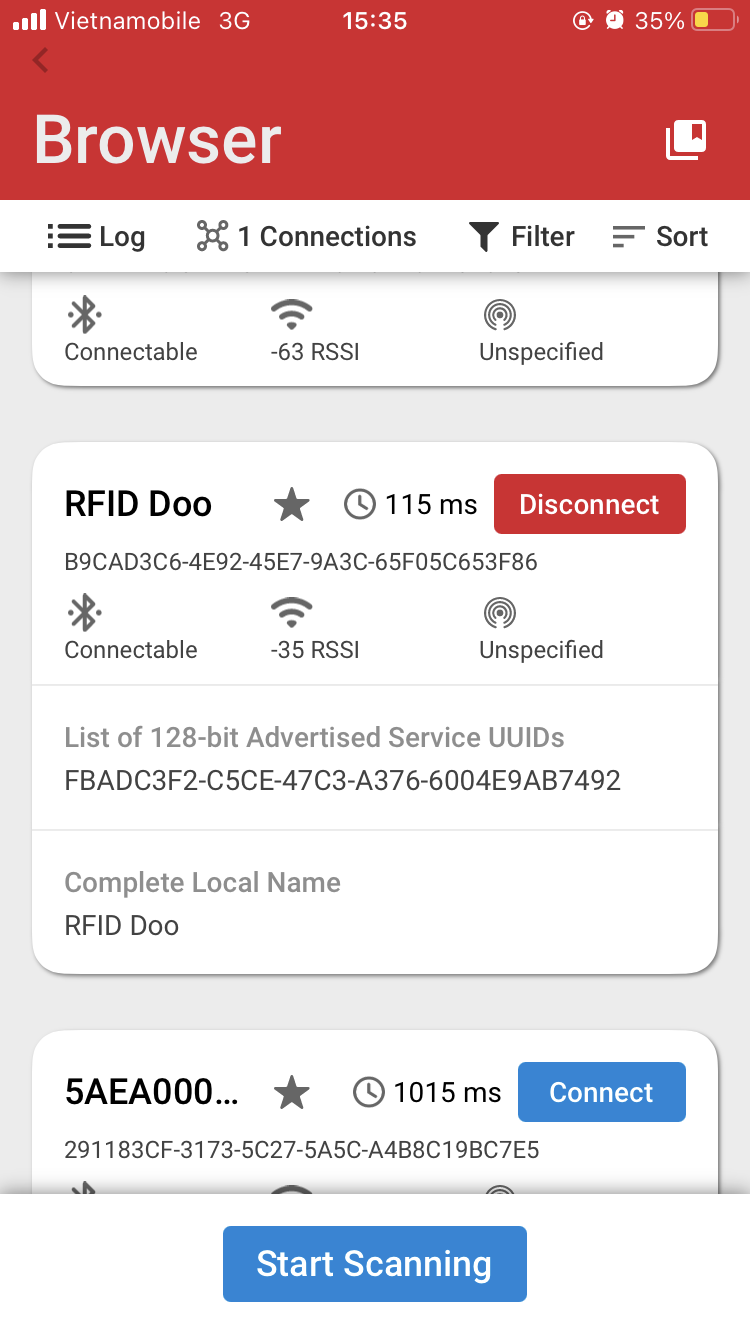 Vietnamobile 3G 15:35 35%
Browser
Log 1 Connections Filter Sort
Connectable -63 RSSI Unspecified
RFID Doo 115 ms Disconnect
B9CAD3C6-4E92-45E7-9A3C-65F05C653F86
Connectable -35 RSSI Unspecified
List of 128-bit Advertised Service UUIDs
FBADC3F2-C5CE-47C3-A376-6004E9AB7492
Complete Local Name
RFID Doo
5AEA000... 1015 ms Connect
291183CF-3173-5C27-5A5C-A4B8C19BC7E5
Start Scanning